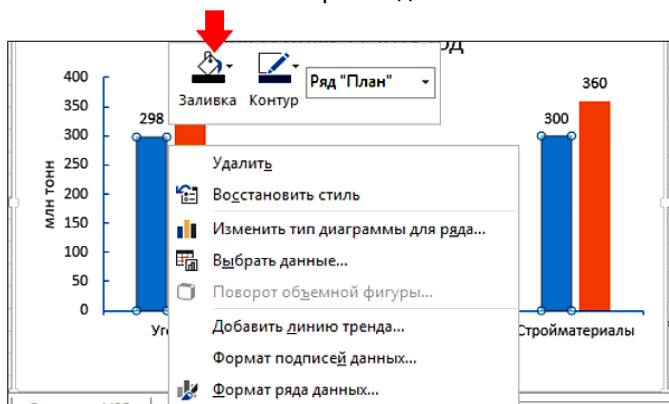 Заливка Контур Ряд "План"
400
350
300
250
200
150
100
50
0
млн тонн
298
300
360
Удалить
Восстановить стиль
Изменить тип диаграммы для ряда...
Выбрать данные...
Поворот объемной фигуры...
Добавить линию тренда...
Формат подписей данных...
Формат ряда данных...
Стройматериалы